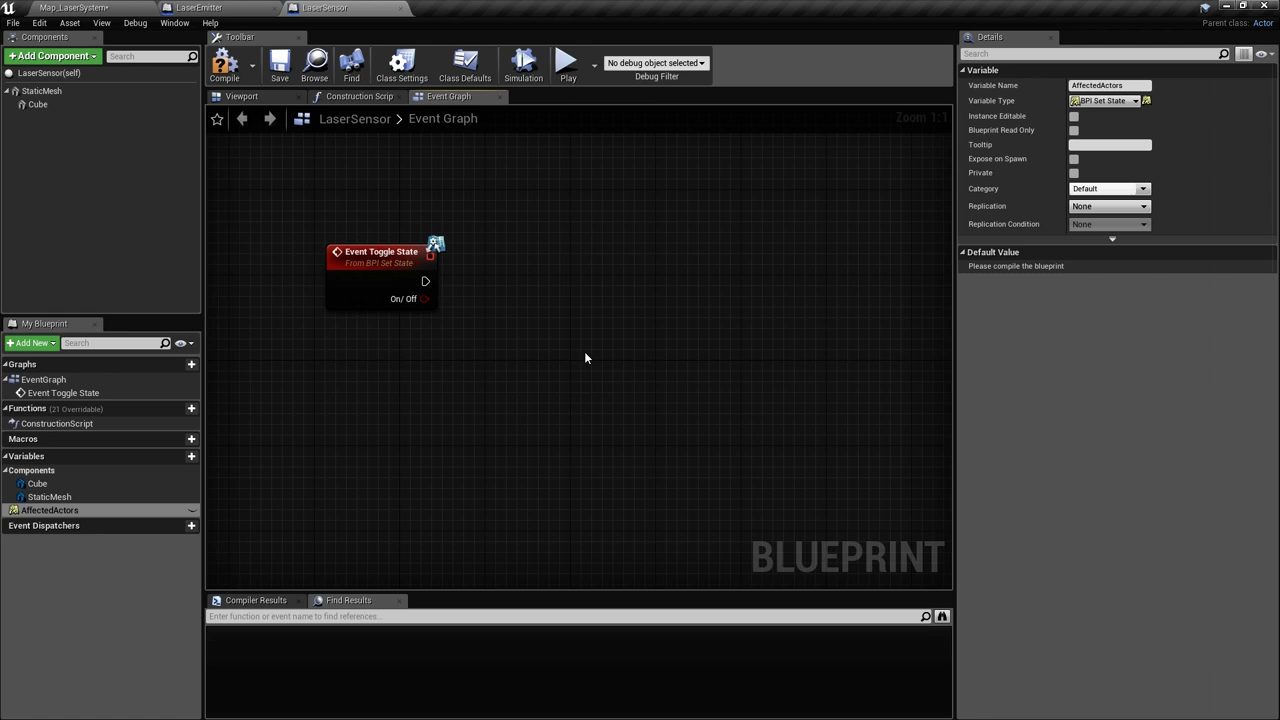 Map_LaserSystem*
LaserEmitter
LaserSensor
File
Edit
Asset
View
Debug
Window
Help
Parent class: Actor
Components
Add Component
Search
LaserSensor(self)
StaticMesh
Cube
Toolbar
Compile
Save
Browse
Find
Class Settings
Class Defaults
Simulation
Play
No debug object selected
Debug Filter
Viewport
Construction Scrip
Event Graph
LaserSensor > Event Graph
Zoom 1:1
Event Toggle State
From BPI Set State
On/ Off
BLUEPRINT
My Blueprint
Add New
Search
Graphs
EventGraph
Event Toggle State
Functions (21 Overridable)
ConstructionScript
Macros
Variables
Components
Cube
StaticMesh
AffectedActors
Event Dispatchers
Compiler Results
Find Results
Enter function or event name to find references...
Details
Search
Variable
Variable Name
AffectedActors
Variable Type
BPI Set State
Instance Editable
Blueprint Read Only
Tooltip
Expose on Spawn
Private
Category
Default
Replication
None
Replication Condition
None
Default Value
Please compile the blueprint